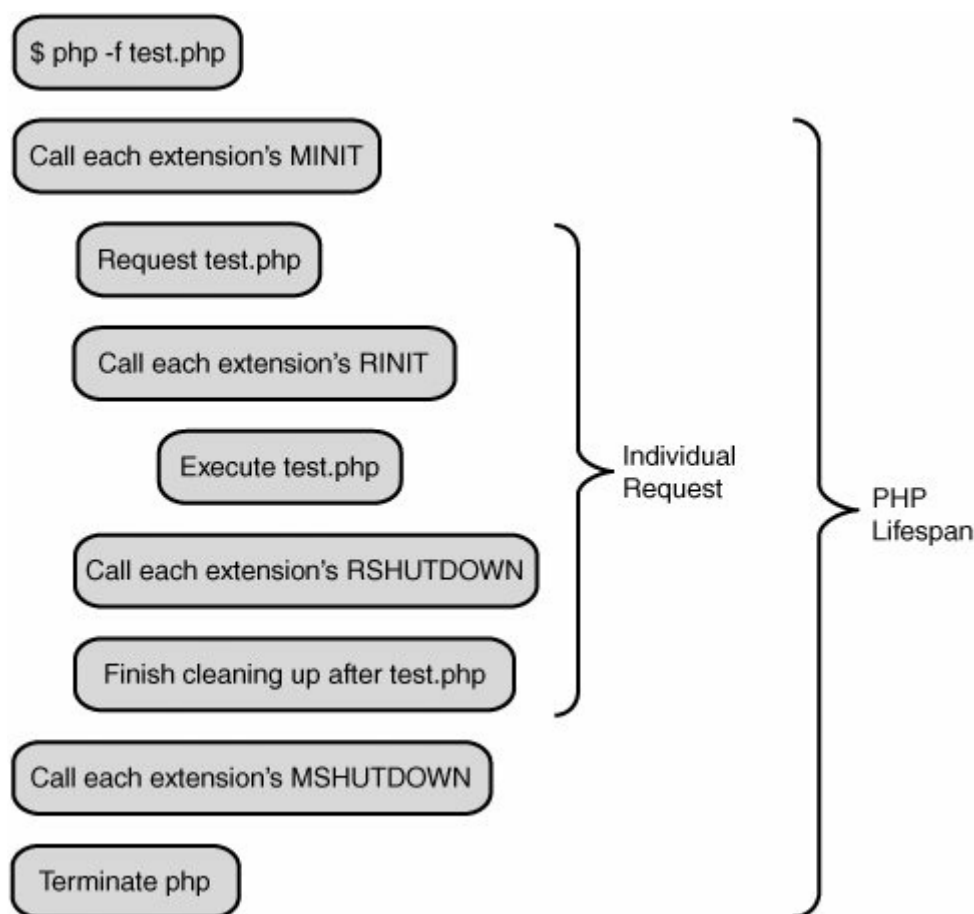 $ php -f test.php
Call each extension's MINIT
Request test.php
Call each extension's RINIT
Execute test.php
Individual
Request
PHP
Lifespan
Call each extension's RSHUTDOWN
Finish cleaning up after test.php
Call each extension's MSHUTDOWN
Terminate php